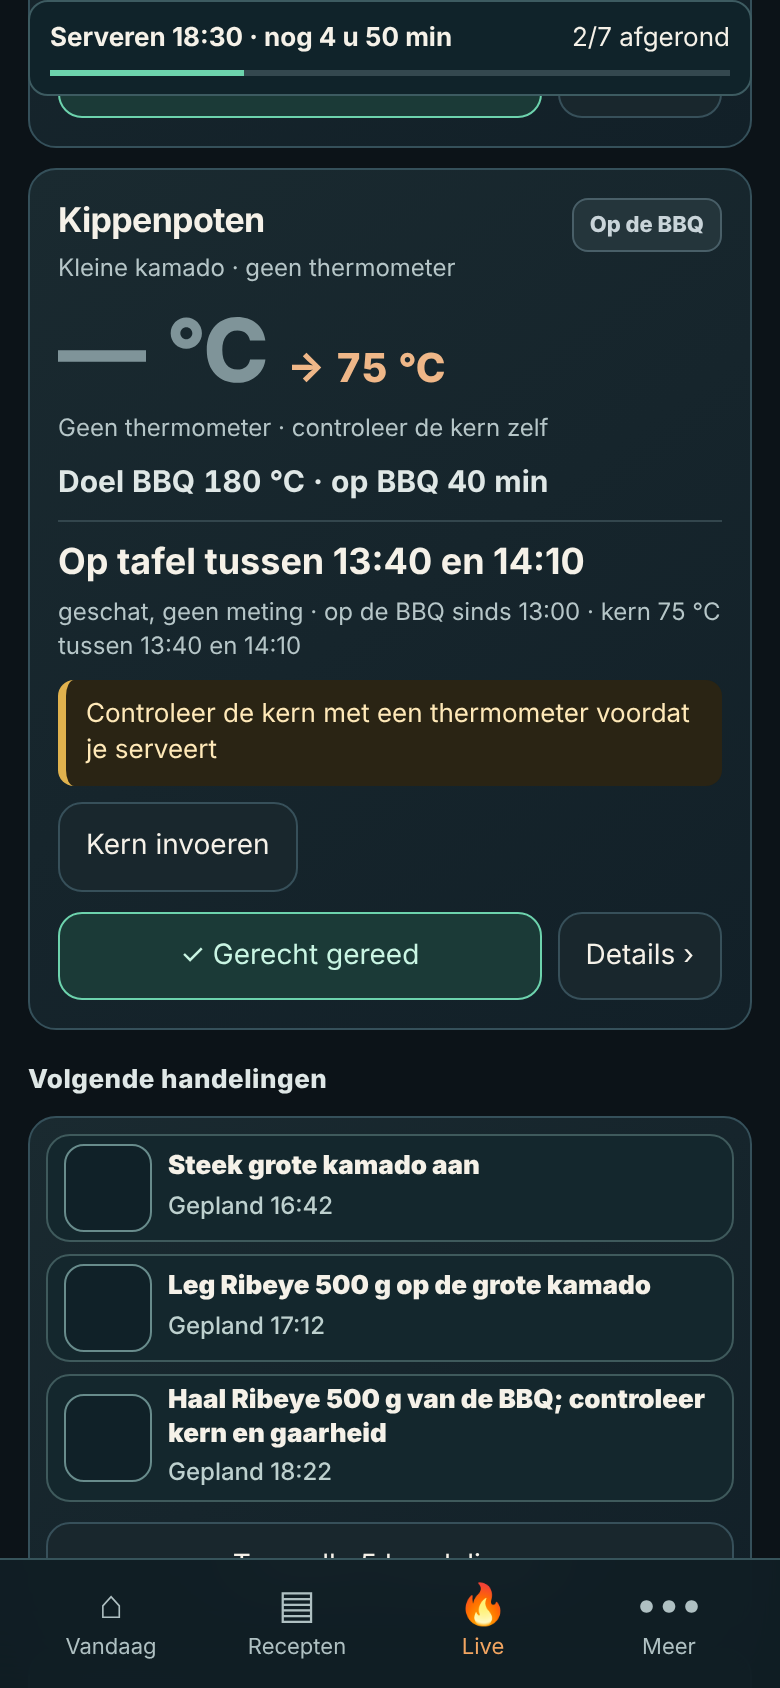 Serveren 18:30 · nog 4 u 50 min
2/7 afgerond
Kippenpoten
Op de BBQ
Kleine kamado · geen thermometer
— °C → 75 °C
Geen thermometer · controleer de kern zelf
Doel BBQ 180 °C · op BBQ 40 min
Op tafel tussen 13:40 en 14:10
geschat, geen meting · op de BBQ sinds 13:00 · kern 75 °C
tussen 13:40 en 14:10
Controleer de kern met een thermometer voordat
je serveert
Kern invoeren
✓ Gerecht gereed
Details ›
Volgende handelingen
Steek grote kamado aan
Gepland 16:42
Leg Ribeye 500 g op de grote kamado
Gepland 17:12
Haal Ribeye 500 g van de BBQ; controleer
kern en gaarheid
Gepland 18:22
Vandaag
Recepten
Live
Meer